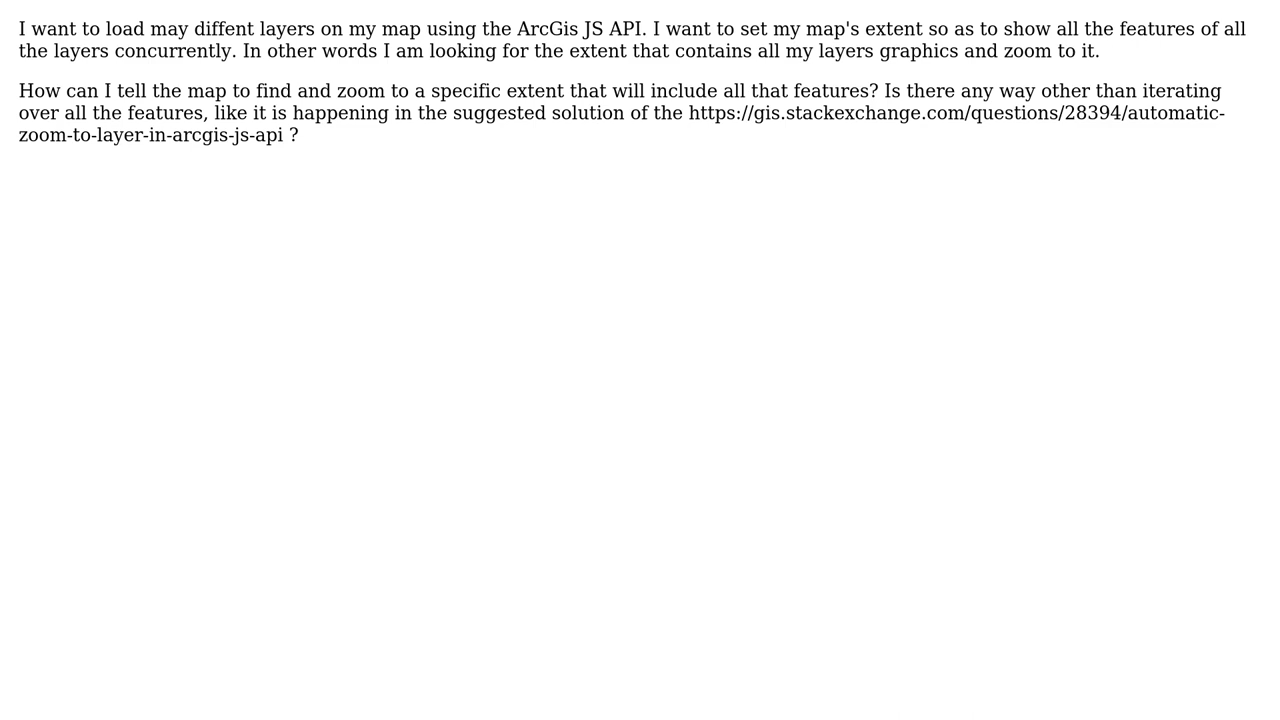 I want to load may diffent layers on my map using the ArcGis JS API. I want to set my map's extent so as to show all the features of all
the layers concurrently. In other words I am looking for the extent that contains all my layers graphics and zoom to it.
How can I tell the map to find and zoom to a specific extent that will include all that features? Is there any way other than iterating
over all the features, like it is happening in the suggested solution of the https://gis.stackexchange.com/questions/28394/automatic-
zoom-to-layer-in-arcgis-js-api ?